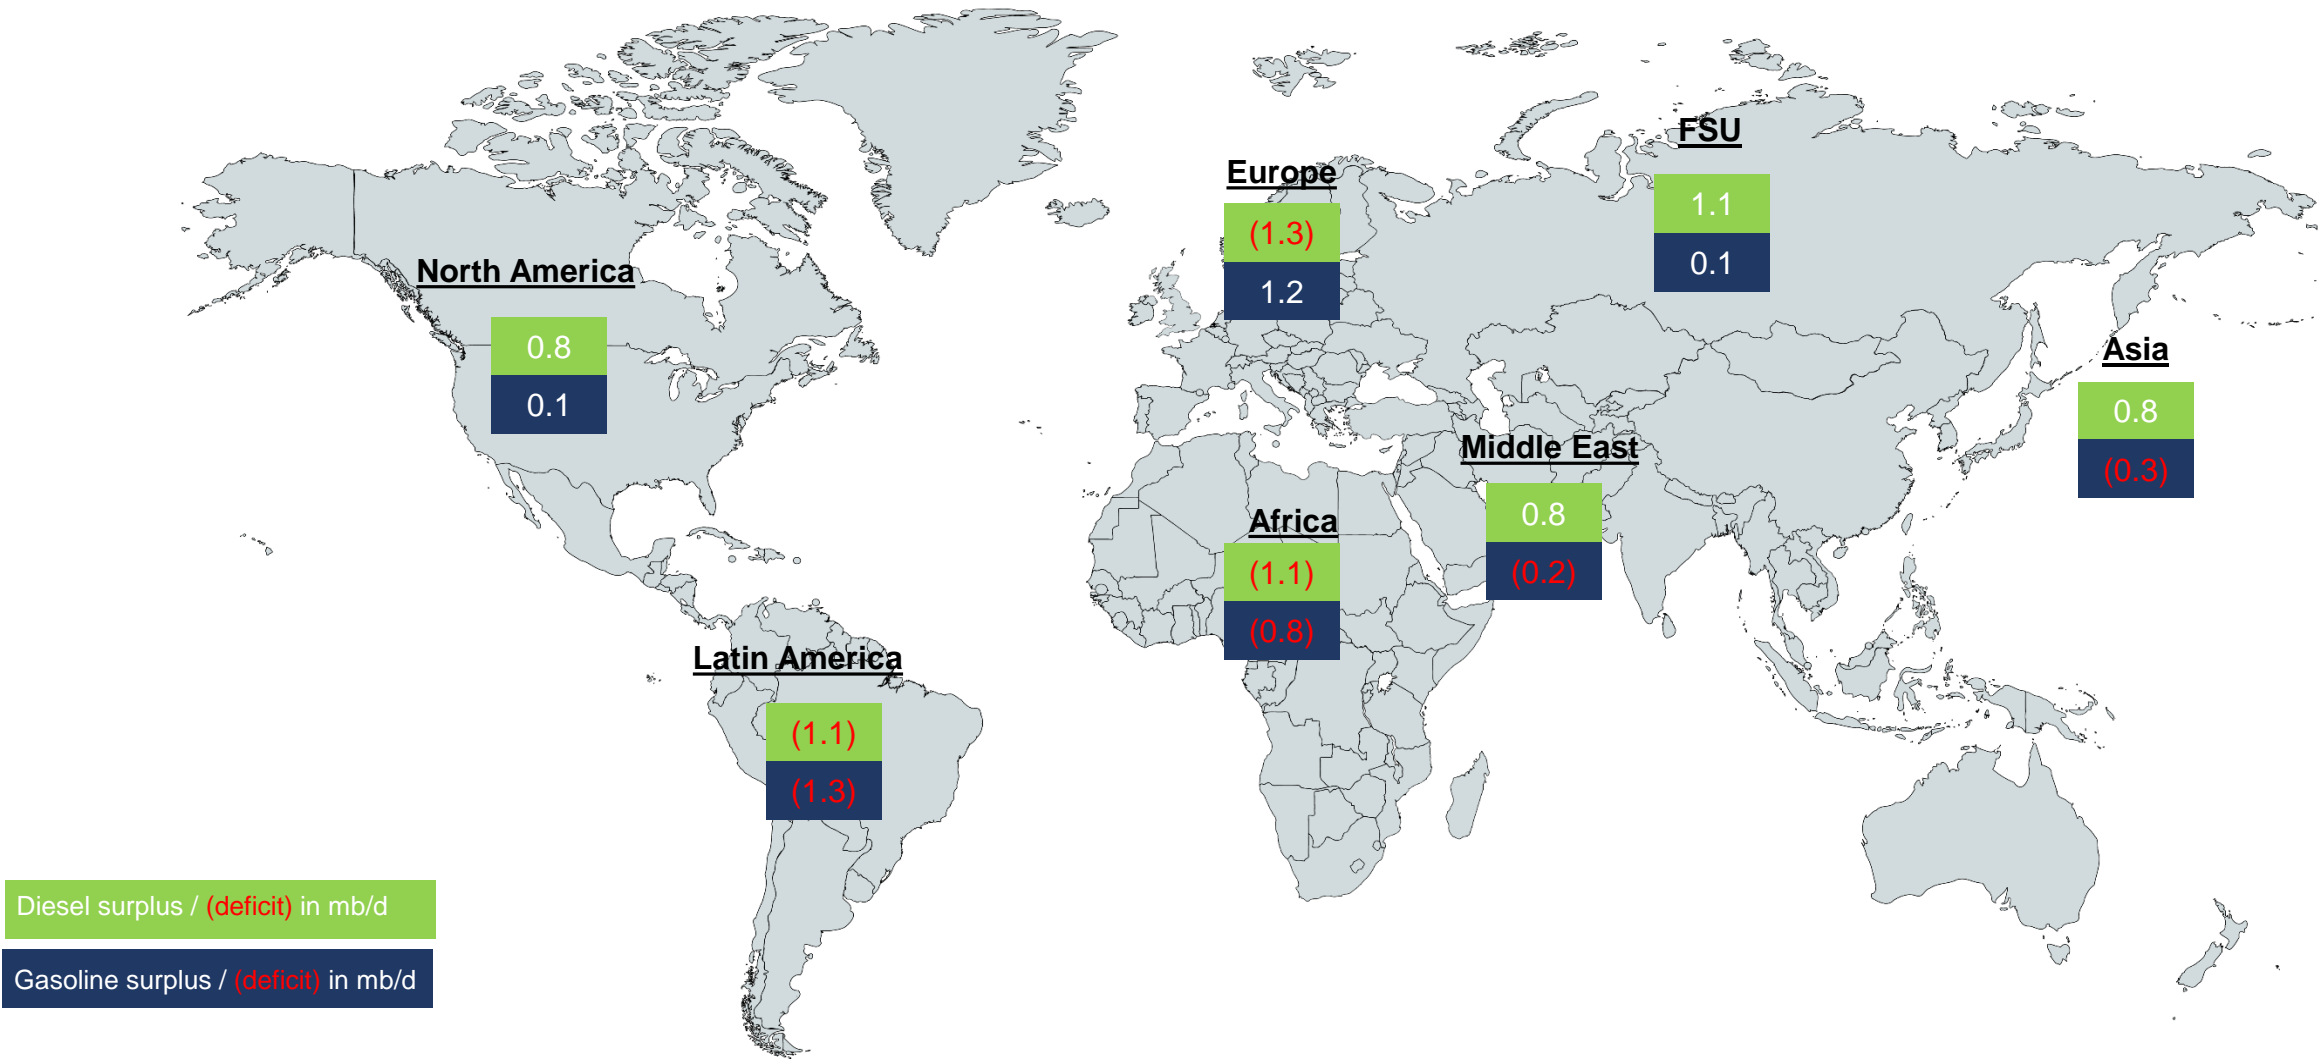 FSU
1.1
0.1
Europe
(1.3)
1.2
North America
0.8
0.1
Asia
0.8
(0.3)
Middle East
0.8
(0.2)
Africa
(1.1)
(0.8)
Latin America
(1.1)
(1.3)
Diesel surplus / (deficit) in mb/d
Gasoline surplus / (deficit) in mb/d